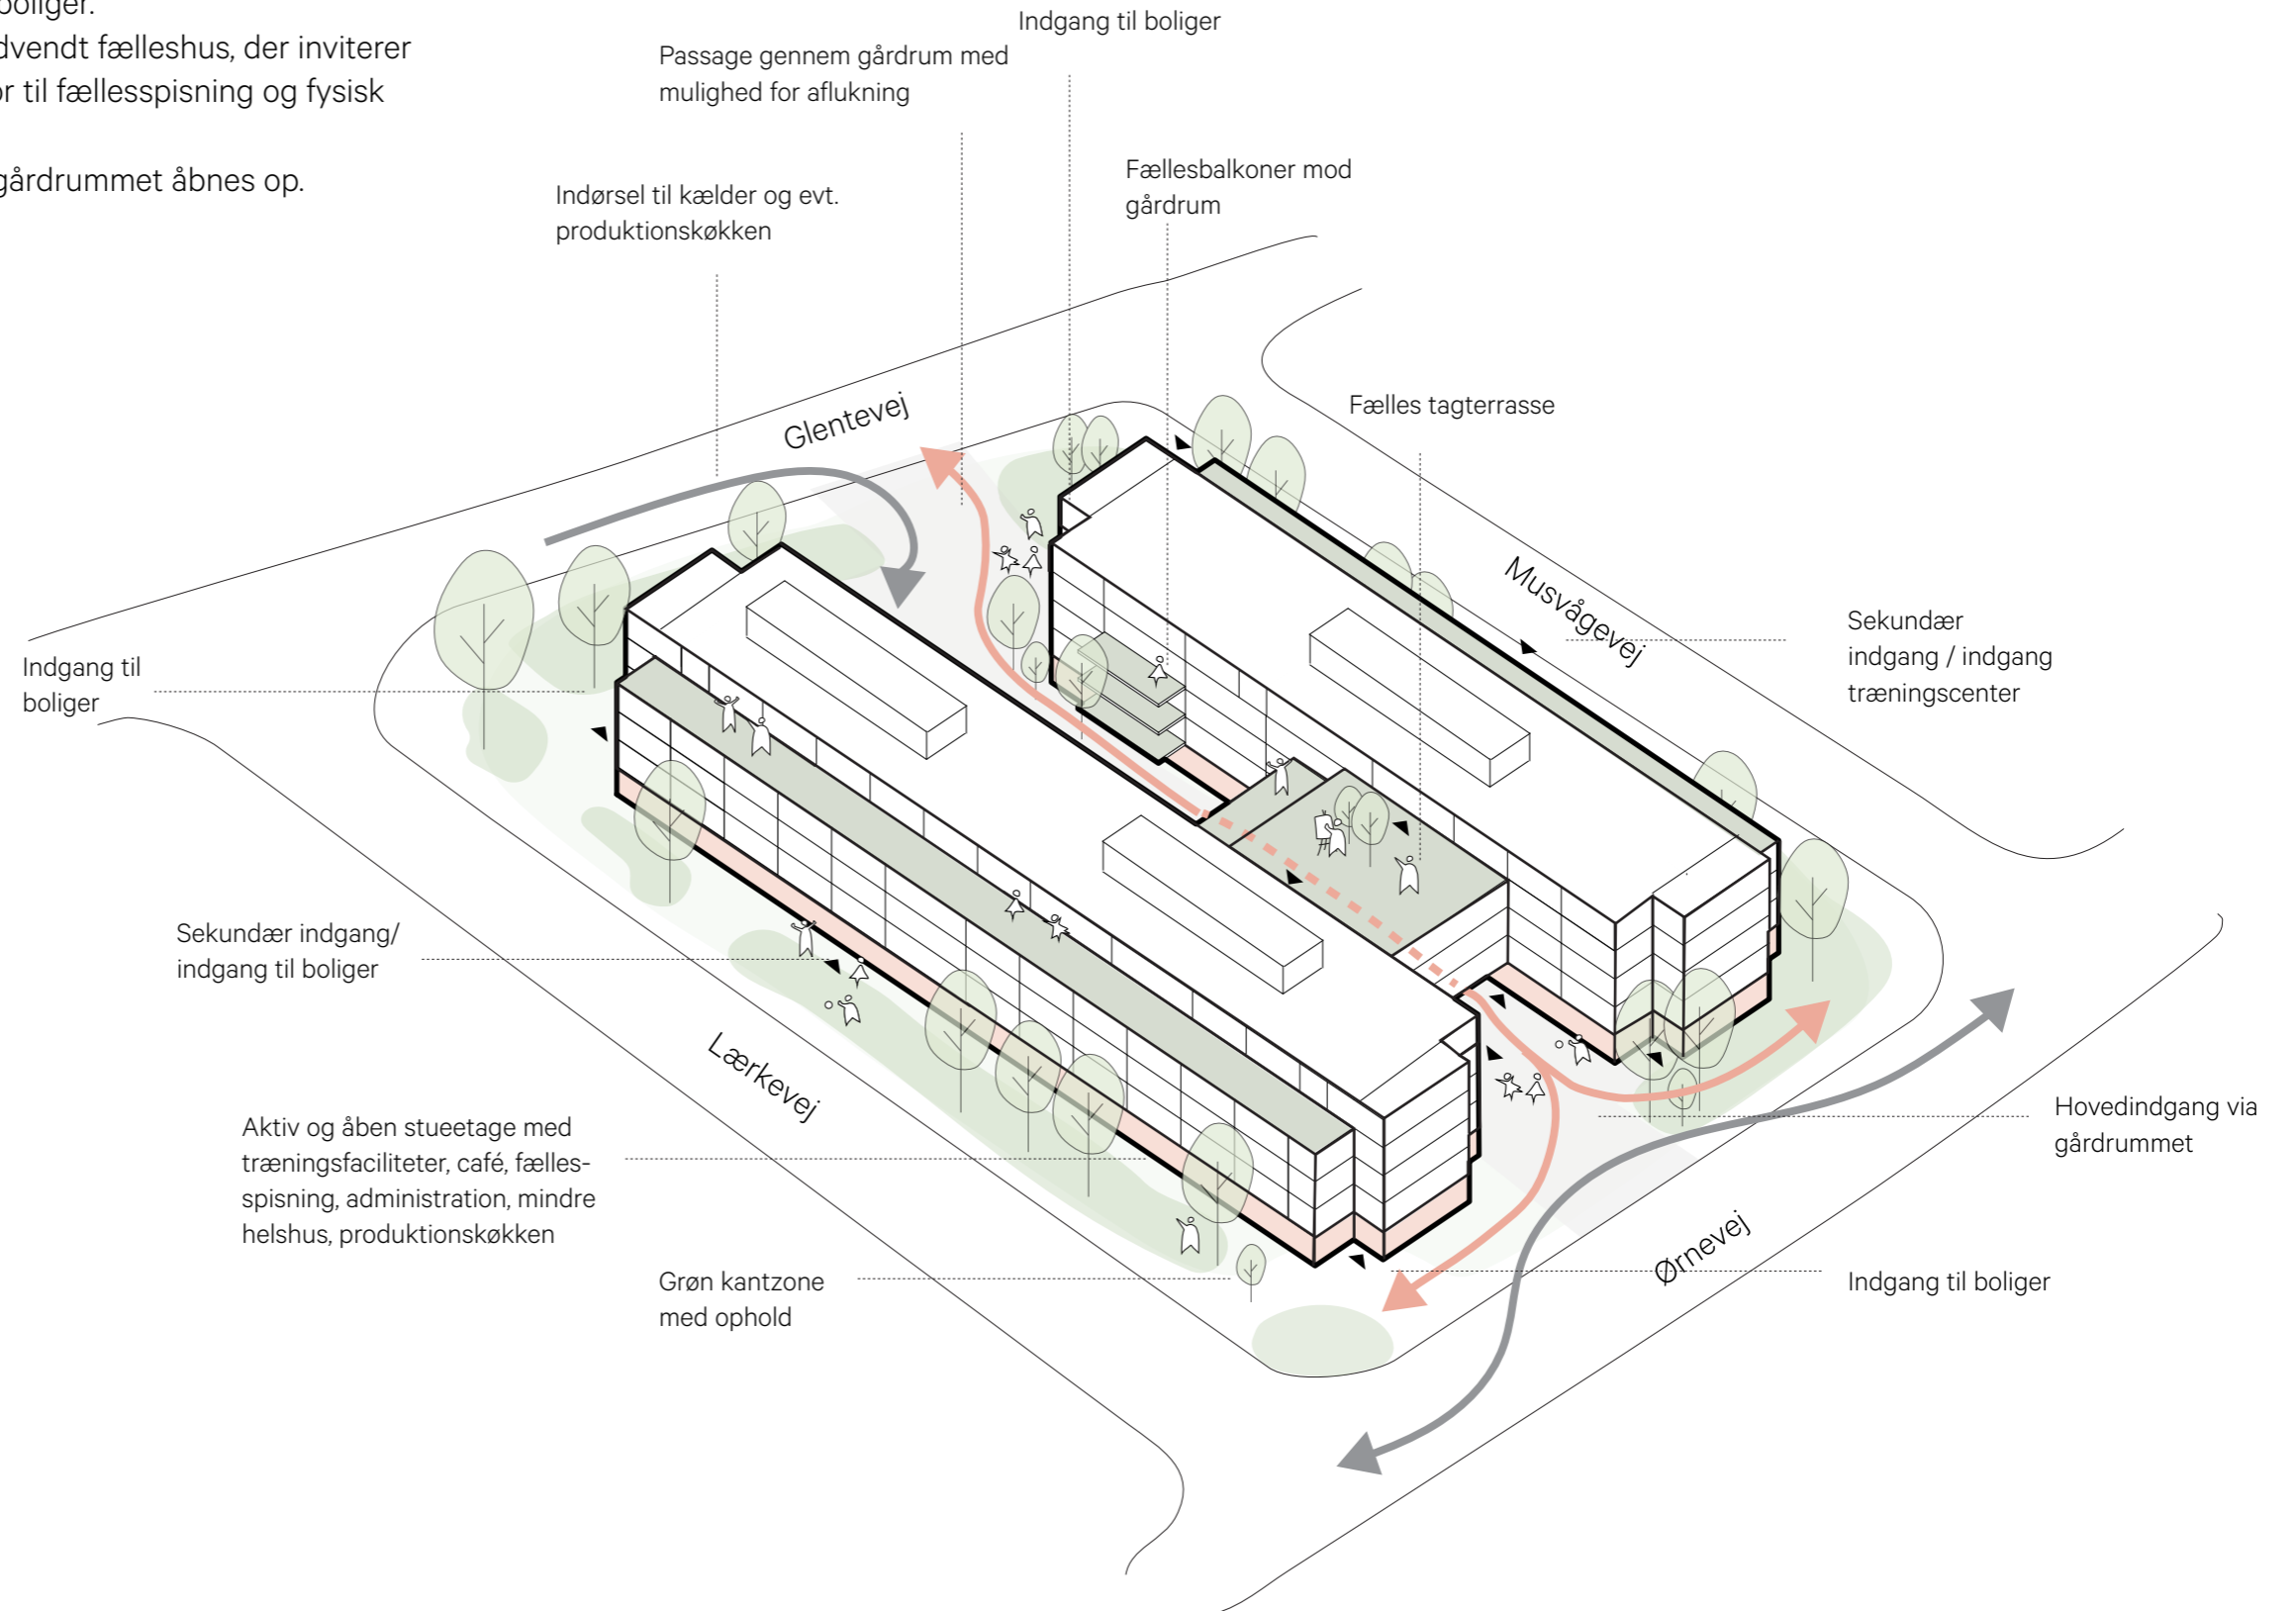 boliger.
dvendt fælleshus, der inviterer
or til fællesspisning og fysisk
gårdrummet åbnes op.
Indgang til boliger
Passage gennem gårdrum med
mulighed for aflukning
Fællesbalkoner mod
gårdrum
Indørsel til kælder og evt.
produktionskøkken
Glentevej
Fælles tagterrasse
Musvågevej
Sekundær
indgang / indgang
træningscenter
Indgang til
boliger
Sekundær indgang/
indgang til boliger
Lærkevej
Aktiv og åben stueetage med
træningsfaciliteter, café, fælles-
spisning, administration, mindre
helshus, produktionskøkken
Hovedindgang via
gårdrummet
Ørnevej
Grøn kantzone
med ophold
Indgang til boliger